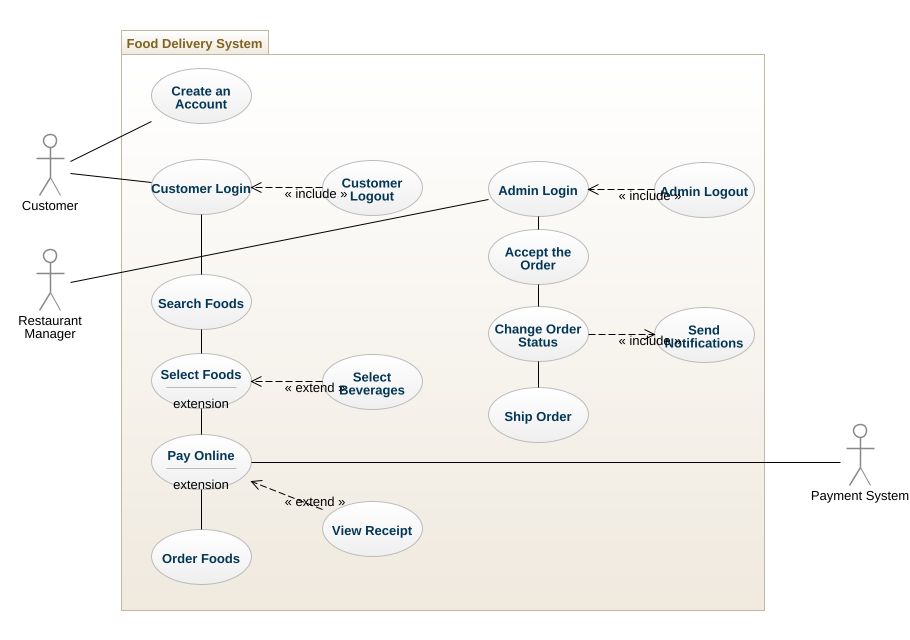 Food Delivery System
Create an
Account
Customer
Customer Login
« include »
Customer
Logout
Admin Login
« include »
Admin Logout
Restaurant
Manager
Accept the
Order
Search Foods
Change Order
Status
« include »
Send
Notifications
Select Foods
extension
« extend »
Select
Beverages
Ship Order
Pay Online
extension
Payment System
« extend »
View Receipt
Order Foods